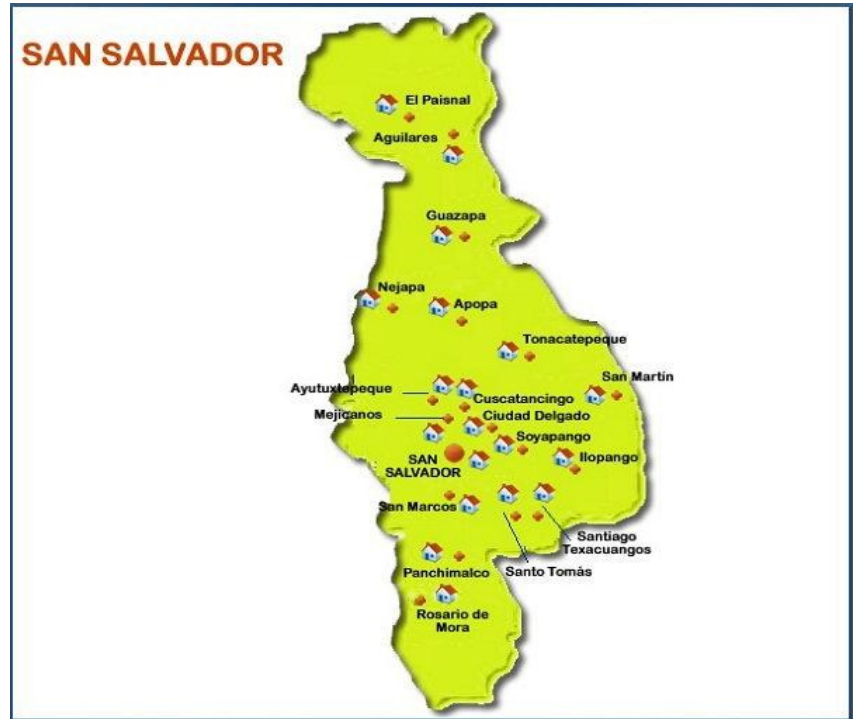 SAN SALVADOR
El Paisnal
Aguilares
Guazapa
Nejapa
Apopa
Tonacatepeque
San Martín
Ayutuxtepeque
Cuscatancingo
Mejicanos
Ciudad Delgado
Soyapango
SAN
SALVADOR
Ilopango
San Marcos
Santiago
Texacuangos
Santo Tomás
Panchimalco
Rosario de
Mora